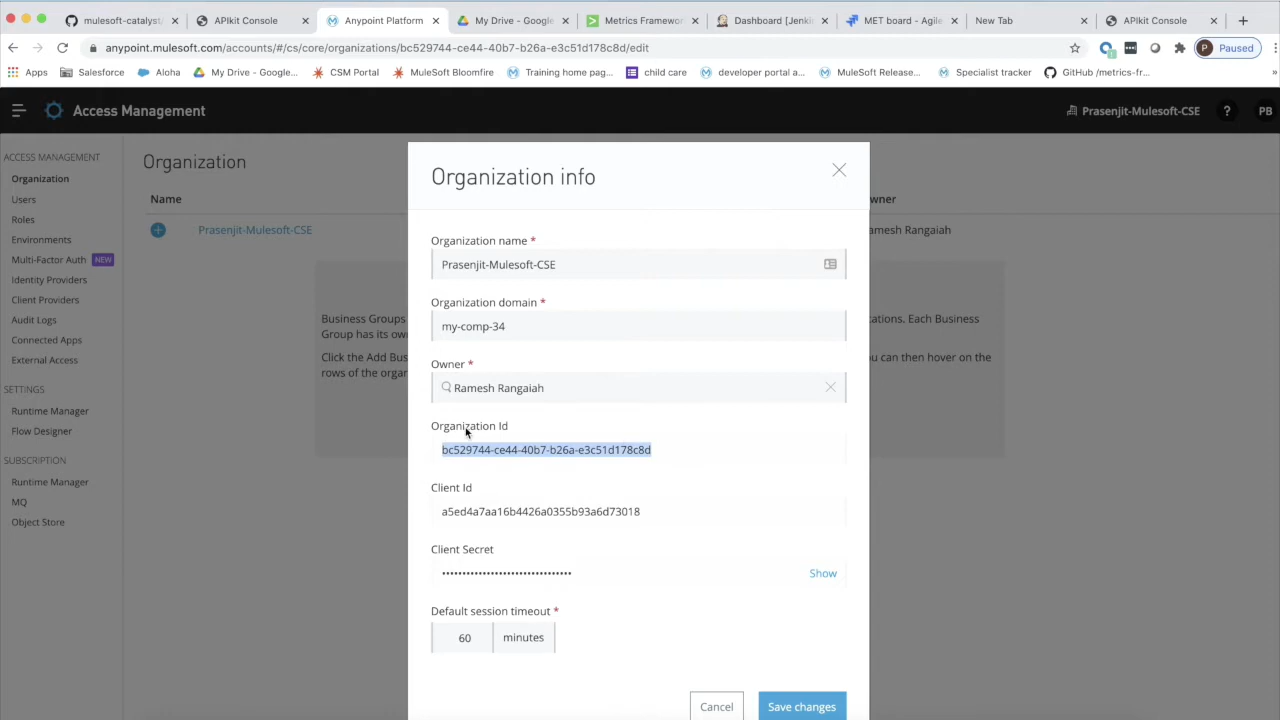 mulesoft-catalyst/
APIkit Console
Anypoint Platform
My Drive - Google
Metrics Framewor
Dashboard [Jenki
MET board - Agile
New Tab
APIkit Console
anypoint.mulesoft.com/accounts/#/cs/core/organizations/bc529744-ce44-40b7-b26a-e3c51d178c8d/edit
P Paused
Apps
Salesforce
Aloha
My Drive - Google...
CSM Portal
MuleSoft Bloomfire
Training home pag...
child care
developer portal a...
MuleSoft Release...
Specialist tracker
GitHub /metrics-fr...
»
Access Management
Prasenjit-Mulesoft-CSE
?
PB
ACCESS MANAGEMENT
Organization
Users
Roles
Environments
Multi-Factor Auth NEW
Identity Providers
Client Providers
Audit Logs
Connected Apps
External Access
SETTINGS
Runtime Manager
Flow Designer
SUBSCRIPTION
Runtime Manager
MQ
Object Store
Organization
Name
wner
Prasenjit-Mulesoft-CSE
amesh Rangaiah
Business Groups
cations. Each Business
Group has its ow
Click the Add Bus
ou can then hover on the
rows of the orgar
Organization info
Organization name *
Prasenjit-Mulesoft-CSE
Organization domain *
my-comp-34
Owner *
Ramesh Rangaiah
Organization Id
bc529744-ce44-40b7-b26a-e3c51d178c8d
Client Id
a5ed4a7aa16b4426a0355b93a6d73018
Client Secret
••••••••••••••••••••••••••••••••
Show
Default session timeout *
60 minutes
Cancel
Save changes